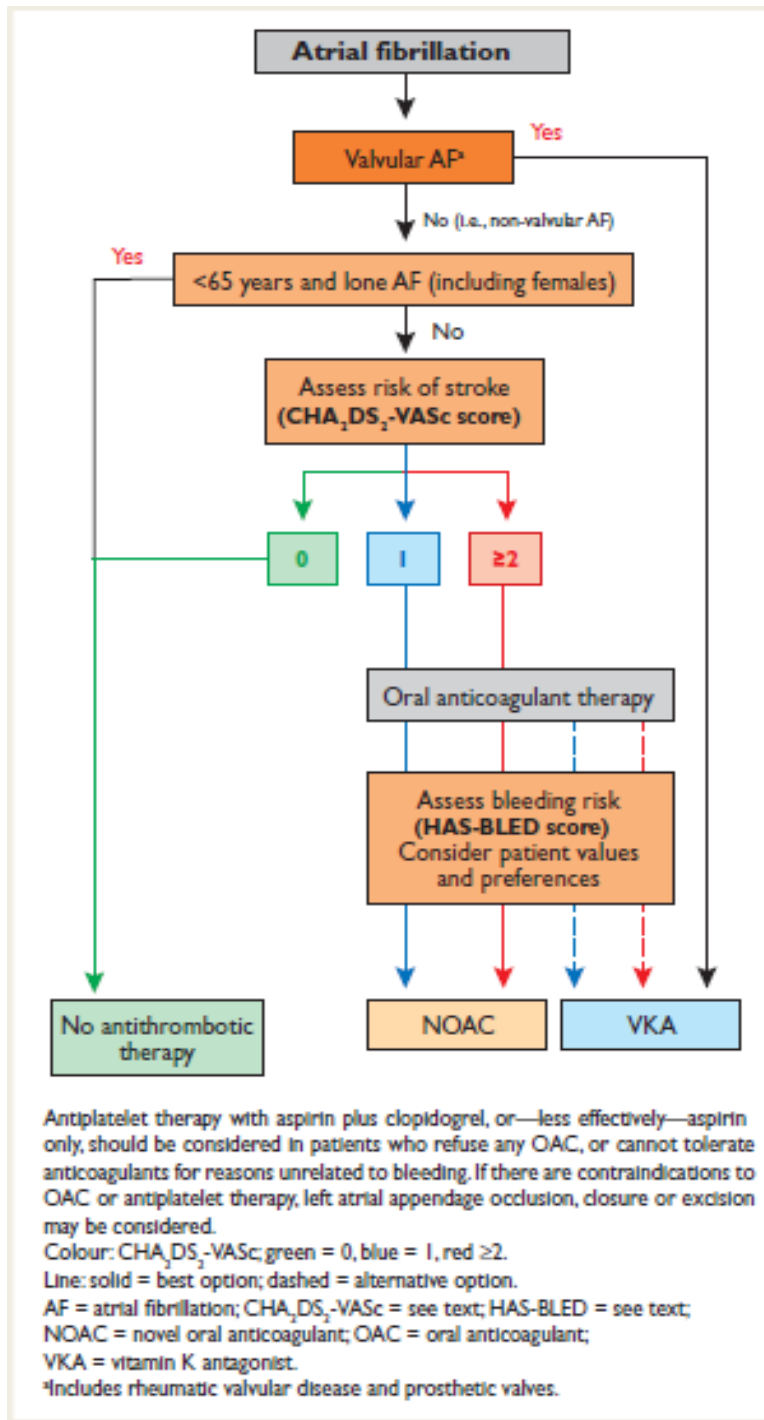 Atrial fibrillation
Valvular AFª
Yes
No (i.e., non-valvular AF)
Yes
<65 years and lone AF (including females)
No
Assess risk of stroke
(CHA₂DS₂-VASc score)
0
1
≥2
Oral anticoagulant therapy
Assess bleeding risk
(HAS-BLED score)
Consider patient values
and preferences
No antithrombotic
therapy
NOAC
VKA
Antiplatelet therapy with aspirin plus clopidogrel, or—less effectively—aspirin
only, should be considered in patients who refuse any OAC, or cannot tolerate
anticoagulants for reasons unrelated to bleeding. If there are contraindications to
OAC or antiplatelet therapy, left atrial appendage occlusion, closure or excision
may be considered.
Colour: CHA₂DS₂-VASc; green = 0, blue = 1, red ≥2.
Line: solid = best option; dashed = alternative option.
AF = atrial fibrillation; CHA₂DS₂-VASc = see text; HAS-BLED = see text;
NOAC = novel oral anticoagulant; OAC = oral anticoagulant;
VKA = vitamin K antagonist.
ªIncludes rheumatic valvular disease and prosthetic valves.